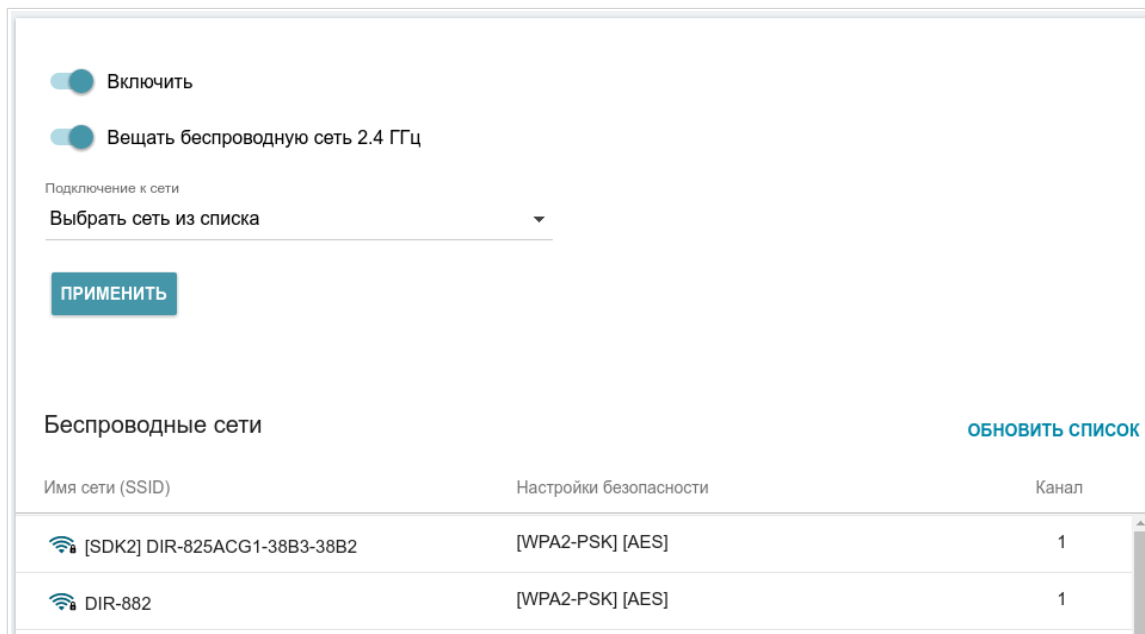 Включить
Вещать беспроводную сеть 2.4 ГГц
Подключение к сети
Выбрать сеть из списка
ПРИМЕНИТЬ
Беспроводные сети
ОБНОВИТЬ СПИСОК
Имя сети (SSID) Настройки безопасности Канал
[SDK2] DIR-825ACG1-38B3-38B2 [WPA2-PSK] [AES] 1
DIR-882 [WPA2-PSK] [AES] 1